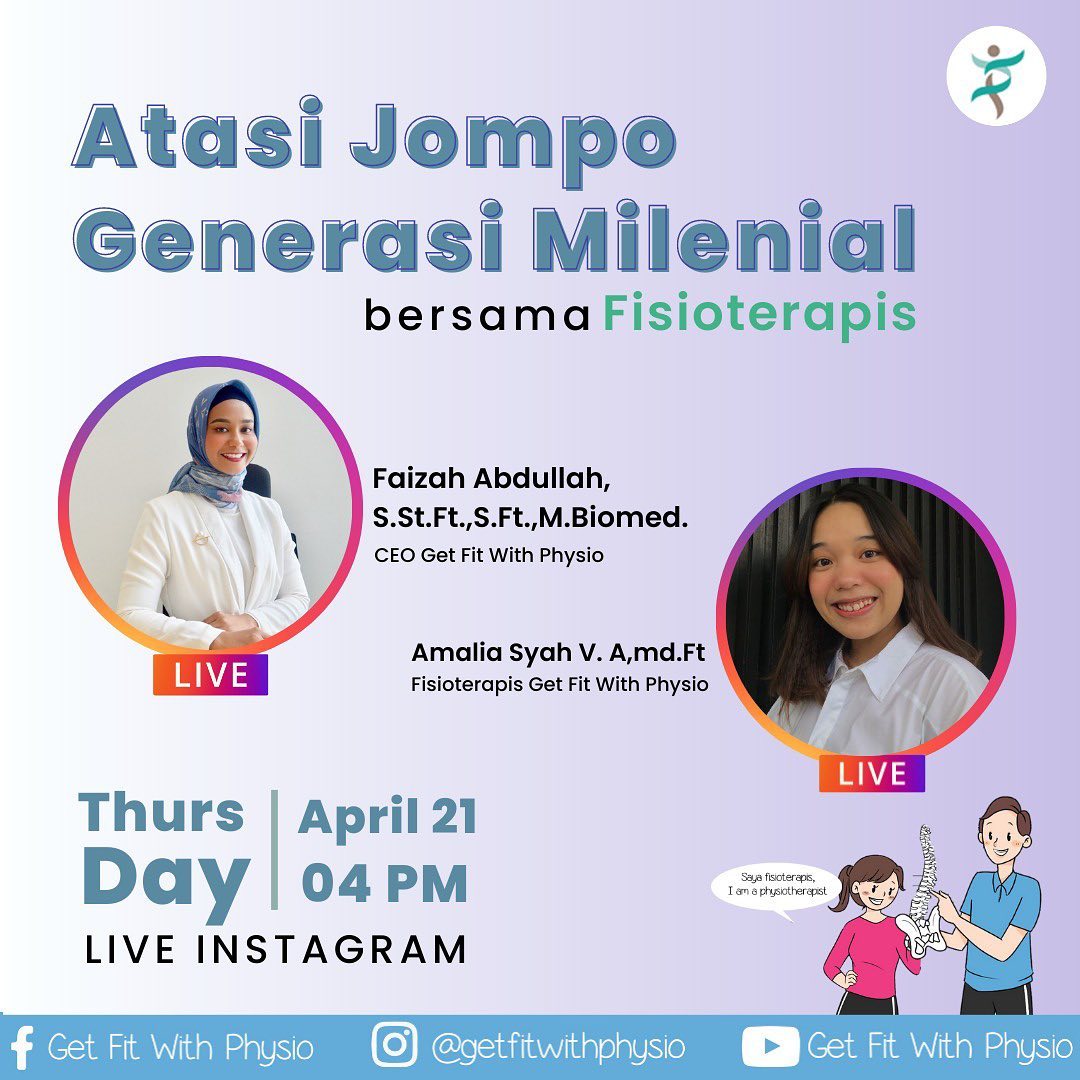 Atasi Jompo
Generasi Milenial
bersama Fisioterapis
Faizah Abdullah,
S.St.Ft.,S.Ft.,M.Biomed.
CEO Get Fit With Physio
LIVE
Amalia Syah V. A,md.Ft
Fisioterapis Get Fit With Physio
LIVE
Thurs
Day
April 21
04 PM
LIVE INSTAGRAM
Saya fisioterapis,
I am a physiotherapist
Get Fit With Physio
@getfitwithphysio
Get Fit With Physio